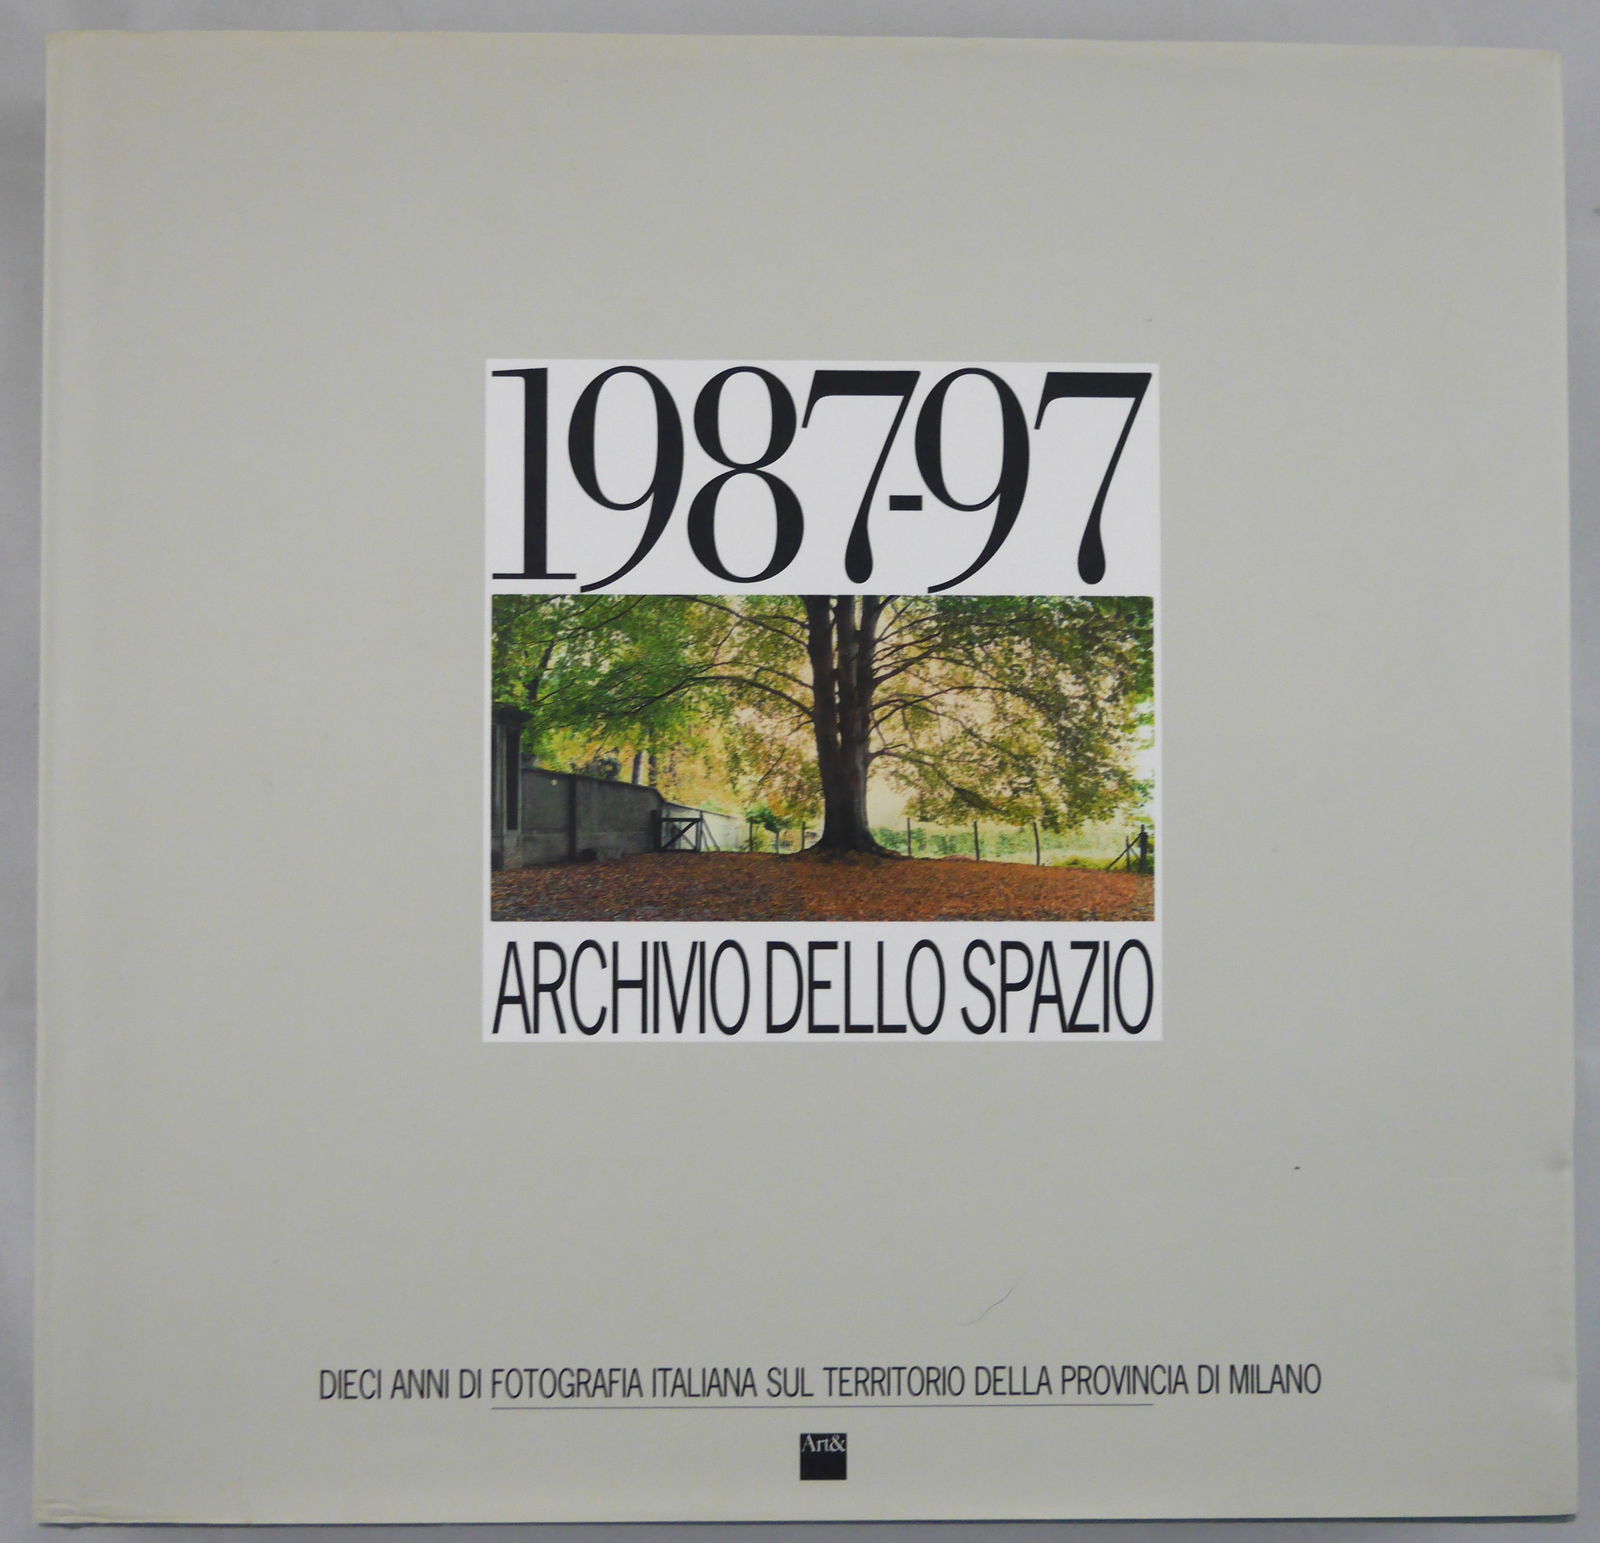 1987-97
ARCHIVIO DELLO SPAZIO
DIECI ANNI DI FOTOGRAFIA ITALIANA SUL TERRITORIO DELLA PROVINCIA DI MILANO
Art&